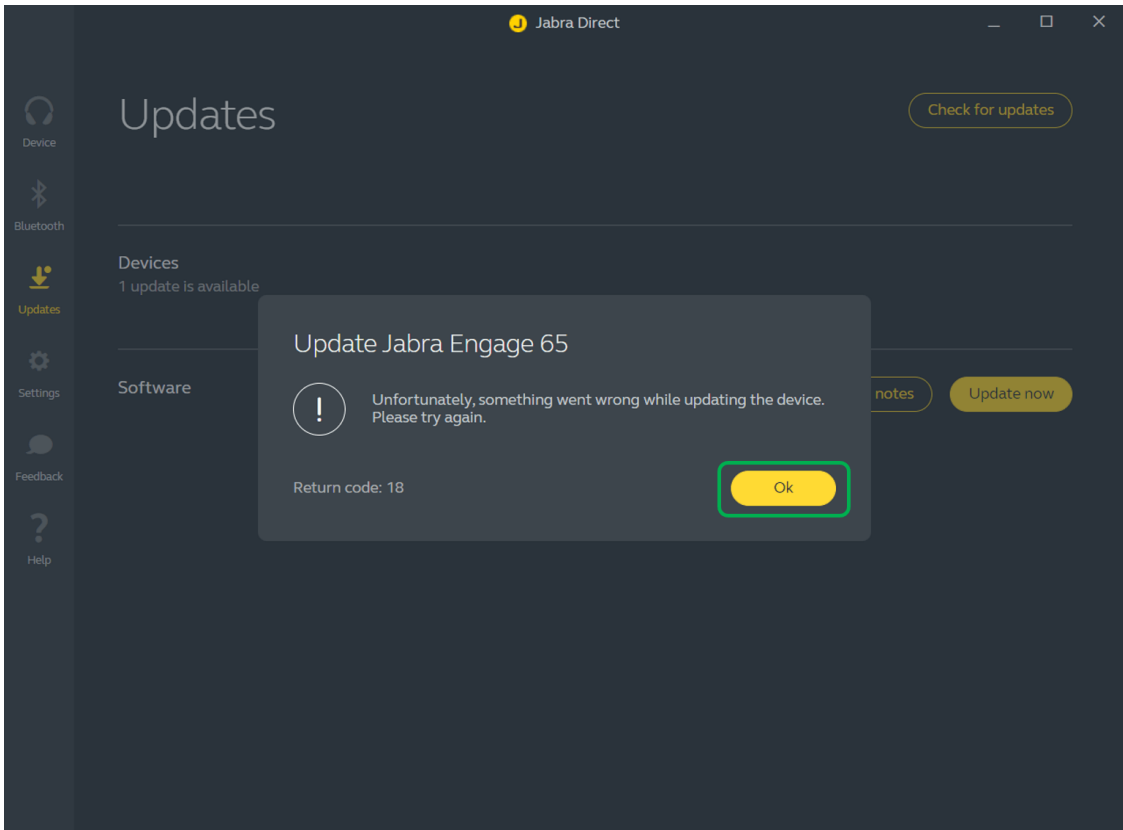 Jabra Direct
Updates
Check for updates
Device
Bluetooth
Devices
1 update is available
Updates
Update Jabra Engage 65
Software
notes
Update now
Settings
!
Unfortunately, something went wrong while updating the device.
Please try again.
Feedback
Return code: 18
Ok
?
Help